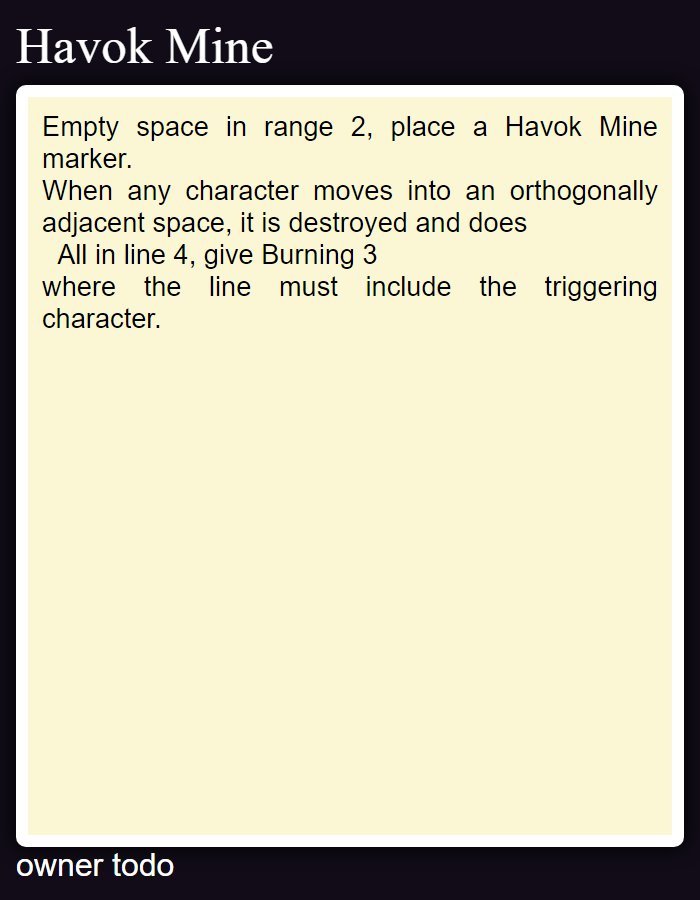 Havok Mine
Empty space in range 2, place a Havok Mine
marker.
When any character moves into an orthogonally
adjacent space, it is destroyed and does
All in line 4, give Burning 3
where the line must include the triggering
character.
owner todo